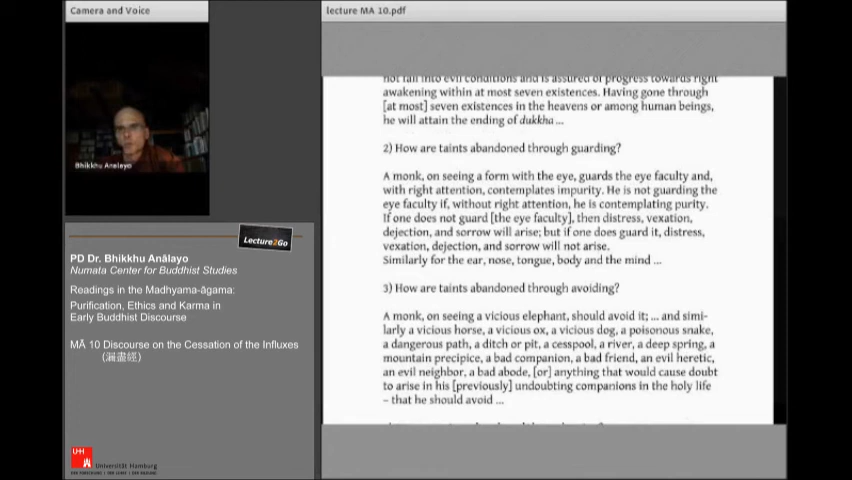 Camera and Voice
lecture MA 10.pdf
Bhikkhu Analayo
Lecture2Go
PD Dr. Bhikkhu Anālayo
Numata Center for Buddhist Studies
Readings in the Madhyama-āgama:
Purification, Ethics and Karma in
Early Buddhist Discourse
MĀ 10 Discourse on the Cessation of the Influxes
(漏盡經)
UH
Universität Hamburg
DER FORSCHUNG | DER LEHRE | DER BILDUNG
not fall into evil conditions and is assured of progress towards right
awakening within at most seven existences. Having gone through
[at most] seven existences in the heavens or among human beings,
he will attain the ending of dukkha ...
2) How are taints abandoned through guarding?
A monk, on seeing a form with the eye, guards the eye faculty and,
with right attention, contemplates impurity. He is not guarding the
eye faculty if, without right attention, he is contemplating purity.
If one does not guard [the eye faculty], then distress, vexation,
dejection, and sorrow will arise; but if one does guard it, distress,
vexation, dejection, and sorrow will not arise.
Similarly for the ear, nose, tongue, body and the mind ...
3) How are taints abandoned through avoiding?
A monk, on seeing a vicious elephant, should avoid it; ... and simi-
larly a vicious horse, a vicious ox, a vicious dog, a poisonous snake,
a dangerous path, a ditch or pit, a cesspool, a river, a deep spring, a
mountain precipice, a bad companion, a bad friend, an evil heretic,
an evil neighbor, a bad abode, [or] anything that would cause doubt
to arise in his [previously] undoubting companions in the holy life
– that he should avoid ...